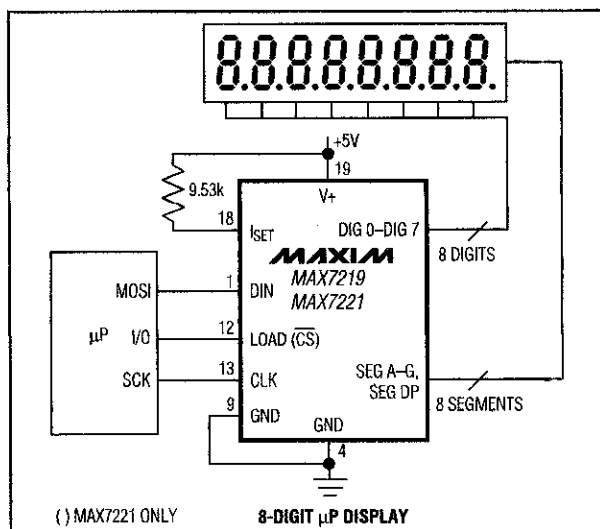 8.8.8.8.8.8.8.8.
+5V
19
V+
9.53k
18
ISET
DIG 0–DIG 7
8 DIGITS
MAXIM
MAX7219
MAX7221
MOSI
1
DIN
µP
I/O
12
LOAD (C̅S̅)
SCK
13
CLK
SEG A–G,
SEG DP
8 SEGMENTS
9
GND
GND
4
( ) MAX7221 ONLY
8-DIGIT µP DISPLAY